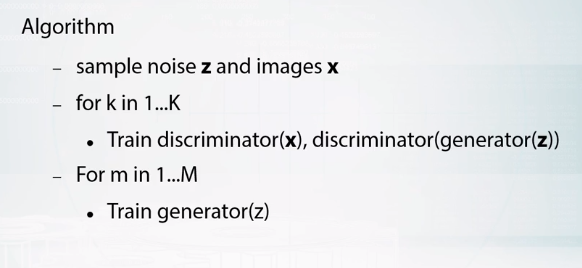 Algorithm
– sample noise z and images x
– for k in 1...K
• Train discriminator(x), discriminator(generator(z))
– For m in 1...M
• Train generator(z)